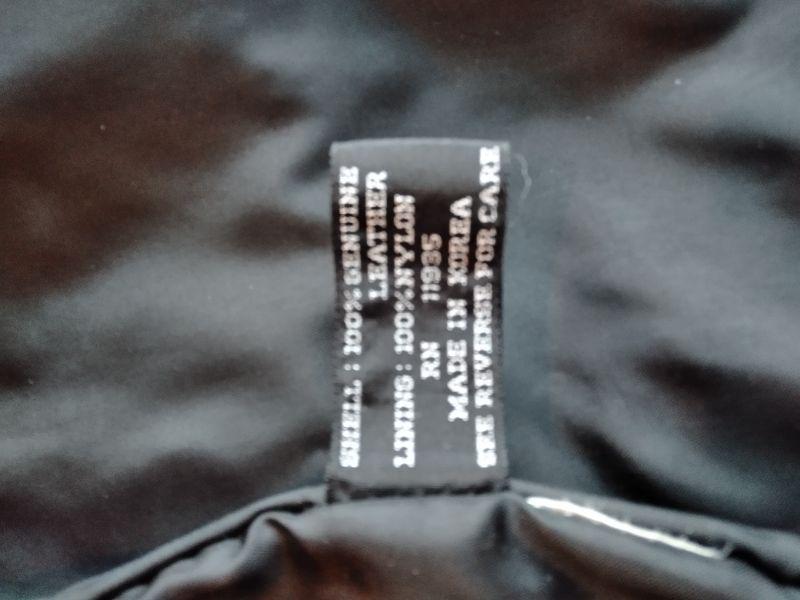 SHELL : 100% GENUINE
LEATHER
LINING : 100% NYLON
RN 11935
MADE IN KOREA
SEE REVERSE FOR CARE